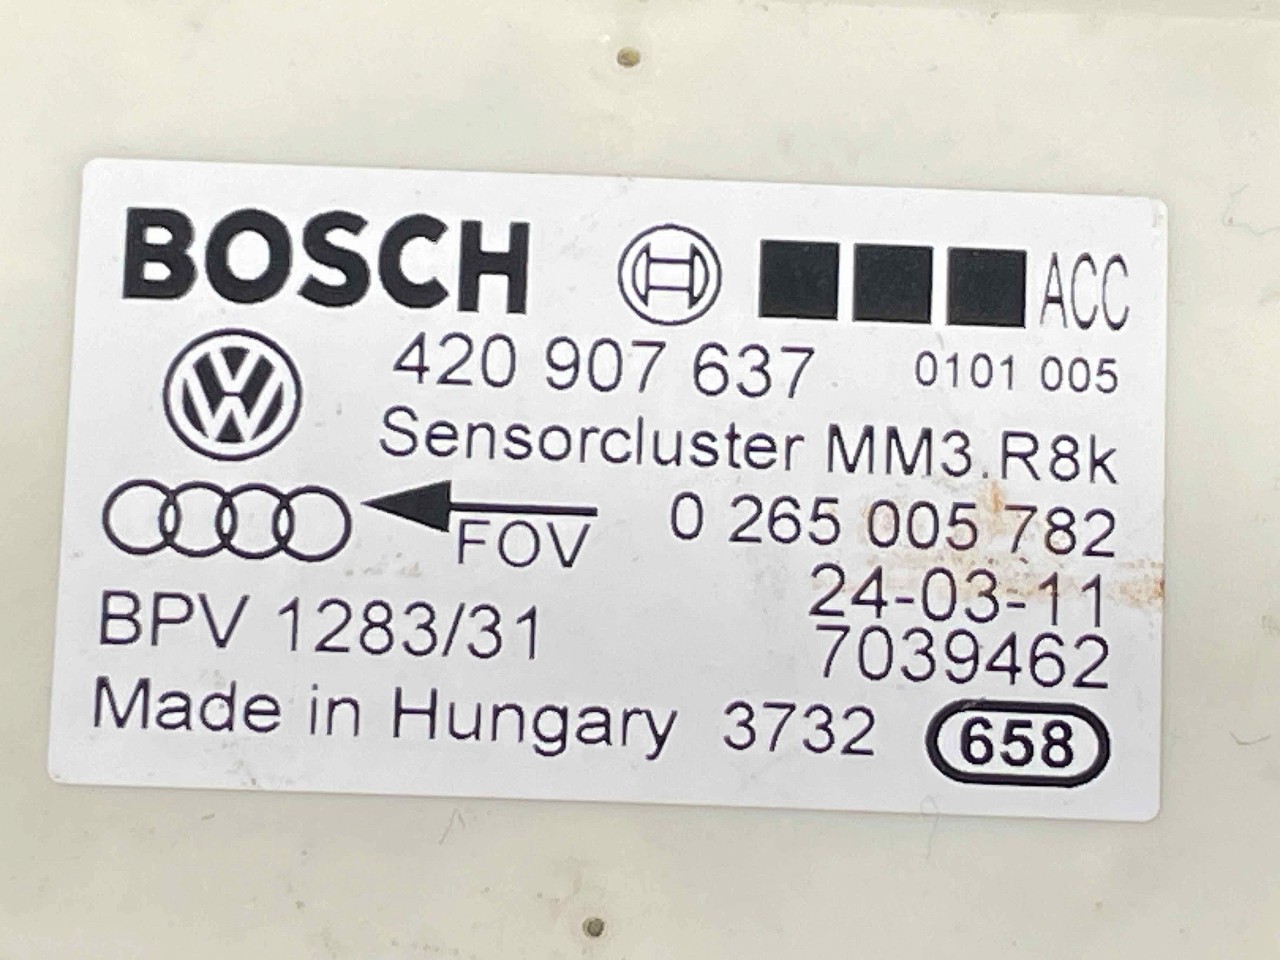 BOSCH ACC
420 907 637 0101 005
Sensorcluster MM3.R8k
FOV 0 265 005 782
24-03-11
BPV 1283/31 7039462
Made in Hungary 3732 658